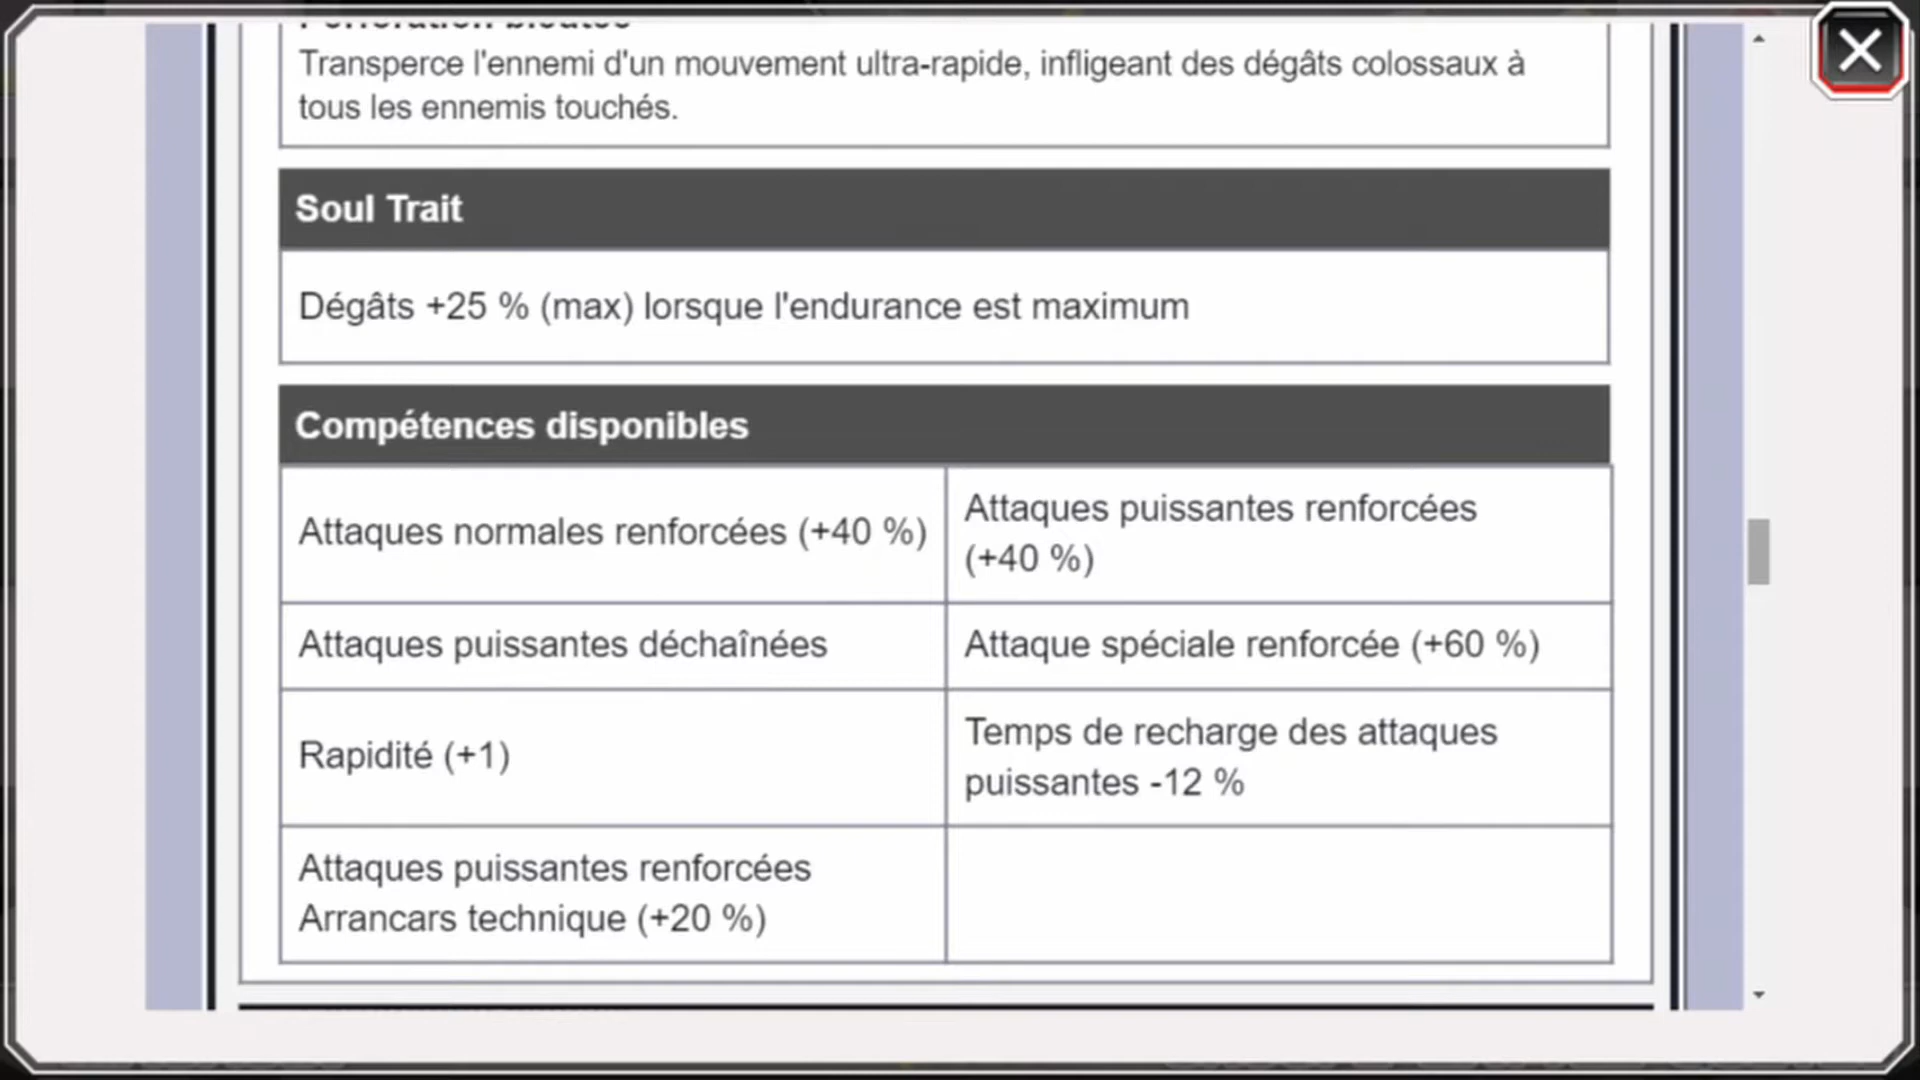 Perforation bleutée
Transperce l'ennemi d'un mouvement ultra-rapide, infligeant des dégâts colossaux à
tous les ennemis touchés.
Soul Trait
Dégâts +25 % (max) lorsque l'endurance est maximum
Compétences disponibles
Attaques normales renforcées (+40 %)
Attaques puissantes renforcées
(+40 %)
Attaques puissantes déchaînées
Attaque spéciale renforcée (+60 %)
Rapidité (+1)
Temps de recharge des attaques
puissantes -12 %
Attaques puissantes renforcées
Arrancars technique (+20 %)